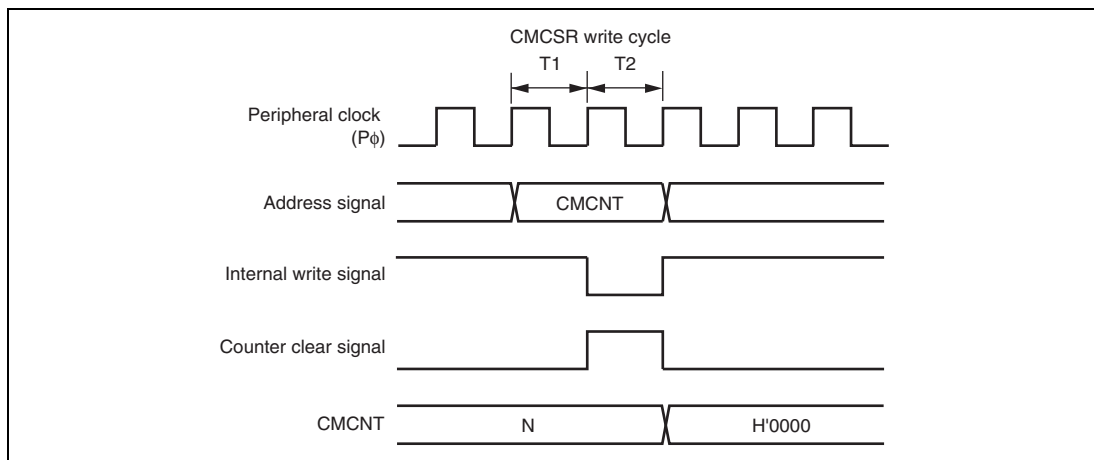 CMCSR write cycle
T1 T2
Peripheral clock
(Pφ)
Address signal CMCNT
Internal write signal
Counter clear signal
CMCNT N H'0000